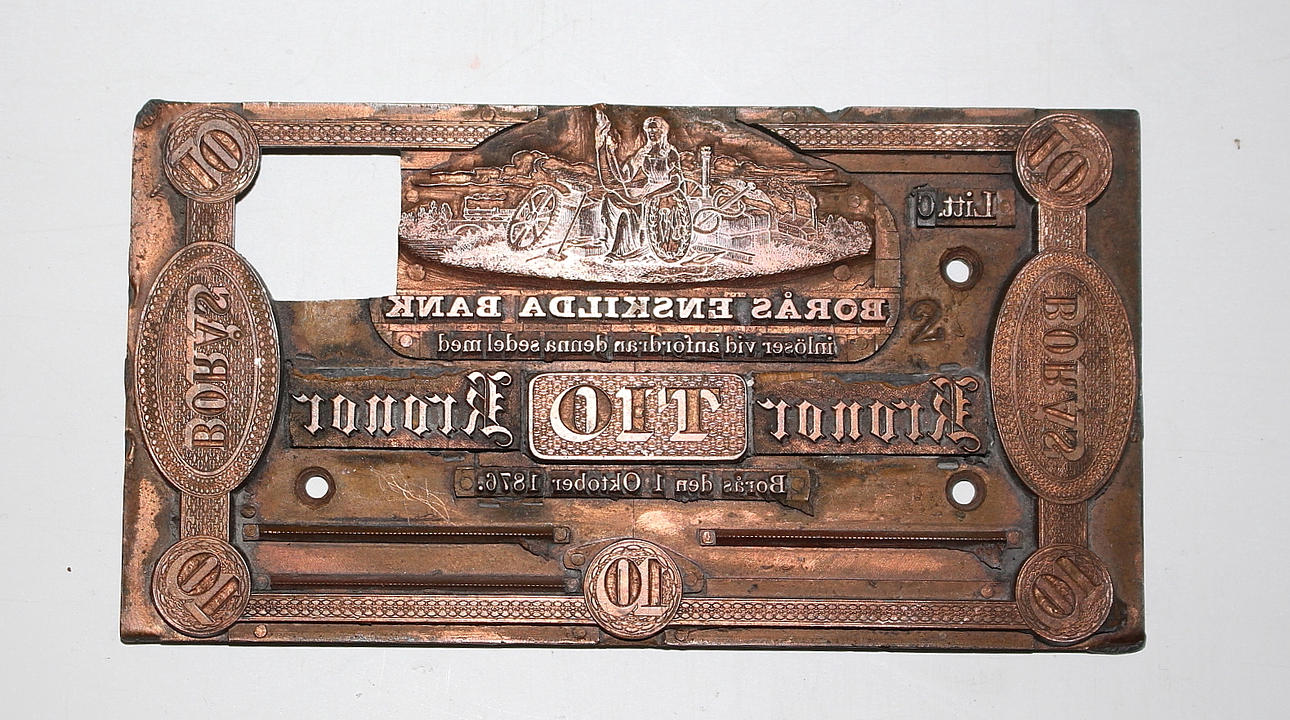 10
10
Litt. C
BORÅS ENSKILDA BANK
2
inlöser vid anfordran denna sedel med
BORÅS
BORÅS
Kronor
TIO
Kronor
Borås den 1 Oktober 1876.
10
10
10